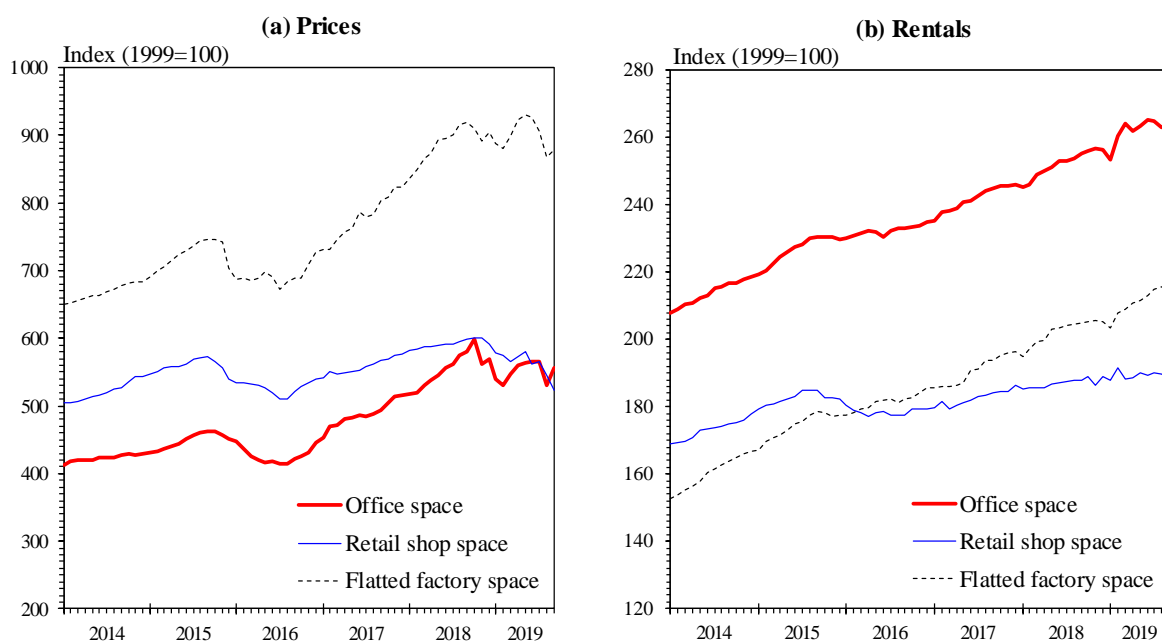 (a) Prices
Index (1999=100)
1000
900
800
700
600
500
400
300
200
Office space
Retail shop space
Flatted factory space
2014 2015 2016 2017 2018 2019
(b) Rentals
Index (1999=100)
280
260
240
220
200
180
160
140
120
Office space
Retail shop space
Flatted factory space
2014 2015 2016 2017 2018 2019